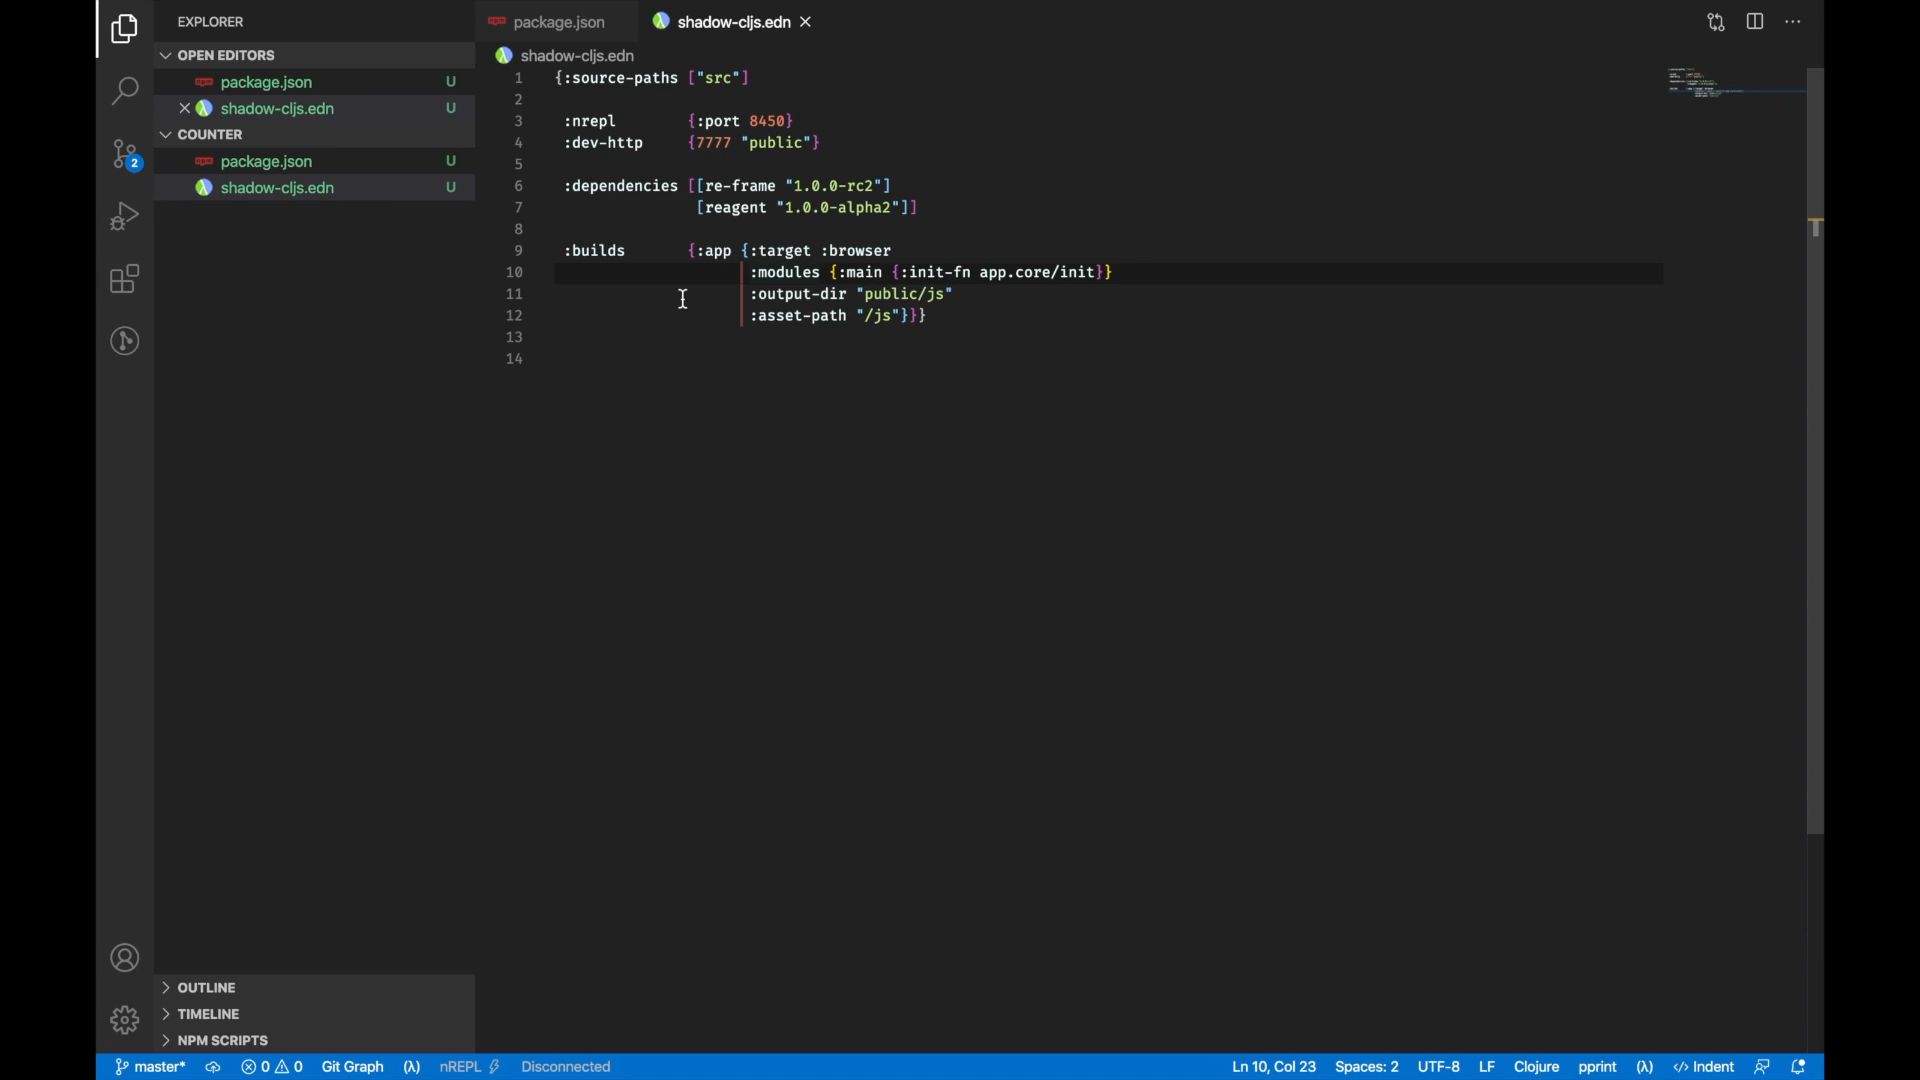 EXPLORER
OPEN EDITORS
package.json U
shadow-cljs.edn U
COUNTER
package.json U
shadow-cljs.edn U
OUTLINE
TIMELINE
NPM SCRIPTS
package.json
shadow-cljs.edn
shadow-cljs.edn
1 {:source-paths ["src"]
2
3 :nrepl {:port 8450}
4 :dev-http {7777 "public"}
5
6 :dependencies [[re-frame "1.0.0-rc2"]
7 [reagent "1.0.0-alpha2"]]
8
9 :builds {:app {:target :browser
10 :modules {:main {:init-fn app.core/init}}
11 :output-dir "public/js"
12 :asset-path "/js"}}}
13
14
2
master* 0 0 Git Graph (λ) nREPL Disconnected Ln 10, Col 23 Spaces: 2 UTF-8 LF Clojure pprint (λ) </> Indent